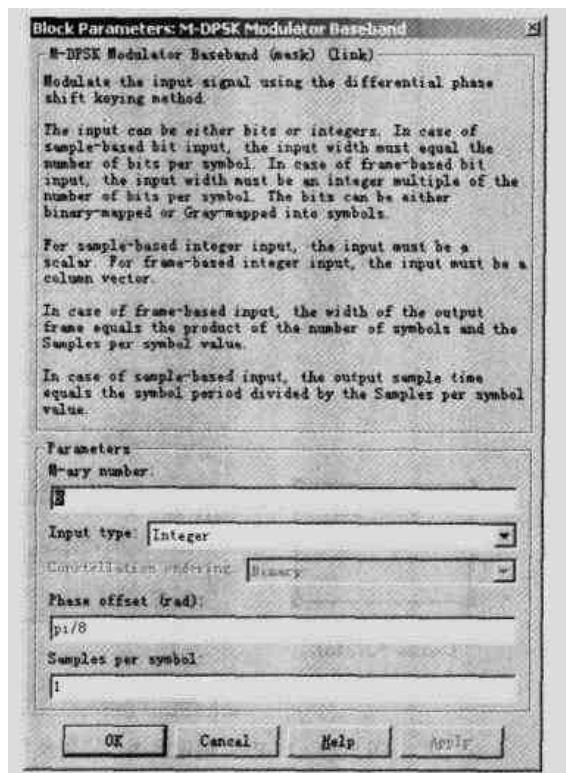 Block Parameters: M-DPSK Modulator Baseband
M-DPSK Modulator Baseband (mask) (link)
Modulate the input signal using the differential phase
shift keying method.
The input can be either bits or integers. In case of
sample-based bit input, the input width must equal the
number of bits per symbol. In case of frame-based bit
input, the input width must be an integer multiple of the
number of bits per symbol. The bits can be either
binary-mapped or Gray-mapped into symbols.
For sample-based integer input, the input must be a
scalar. For frame-based integer input, the input must be a
column vector.
In case of frame-based input, the width of the output
frame equals the product of the number of symbols and the
Samples per symbol value.
In case of sample-based input, the output sample time
equals the symbol period divided by the Samples per symbol
value.
Parameters
M-ary number:
8
Input type: Integer
Constellation ordering: Binary
Phase offset (rad):
pi/8
Samples per symbol:
1
OK Cancel Help Apply